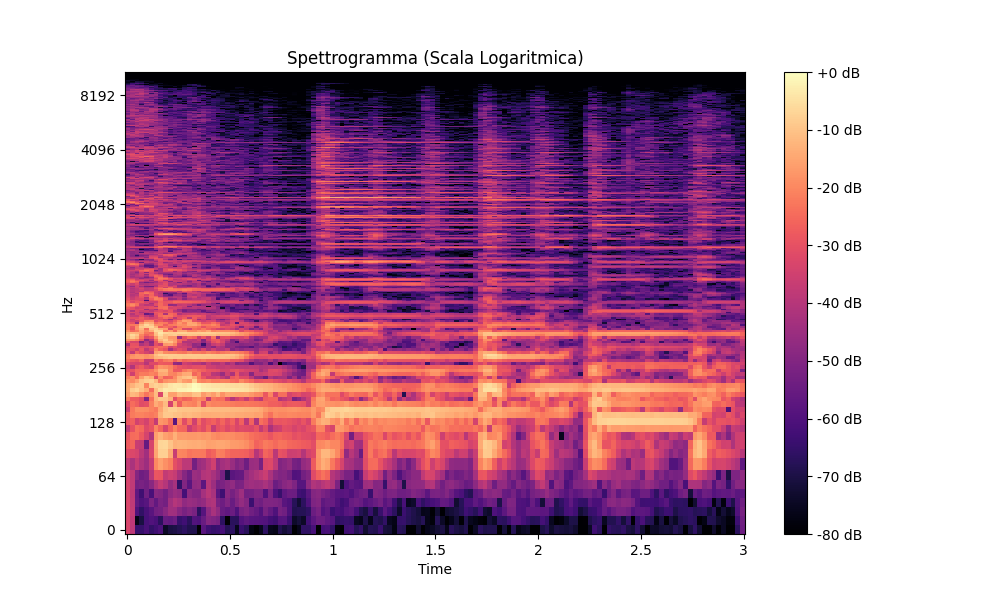 Spettrogramma (Scala Logaritmica)
Hz
8192
4096
2048
1024
512
256
128
64
0
0
0.5
1
1.5
2
2.5
3
Time
+0 dB
-10 dB
-20 dB
-30 dB
-40 dB
-50 dB
-60 dB
-70 dB
-80 dB